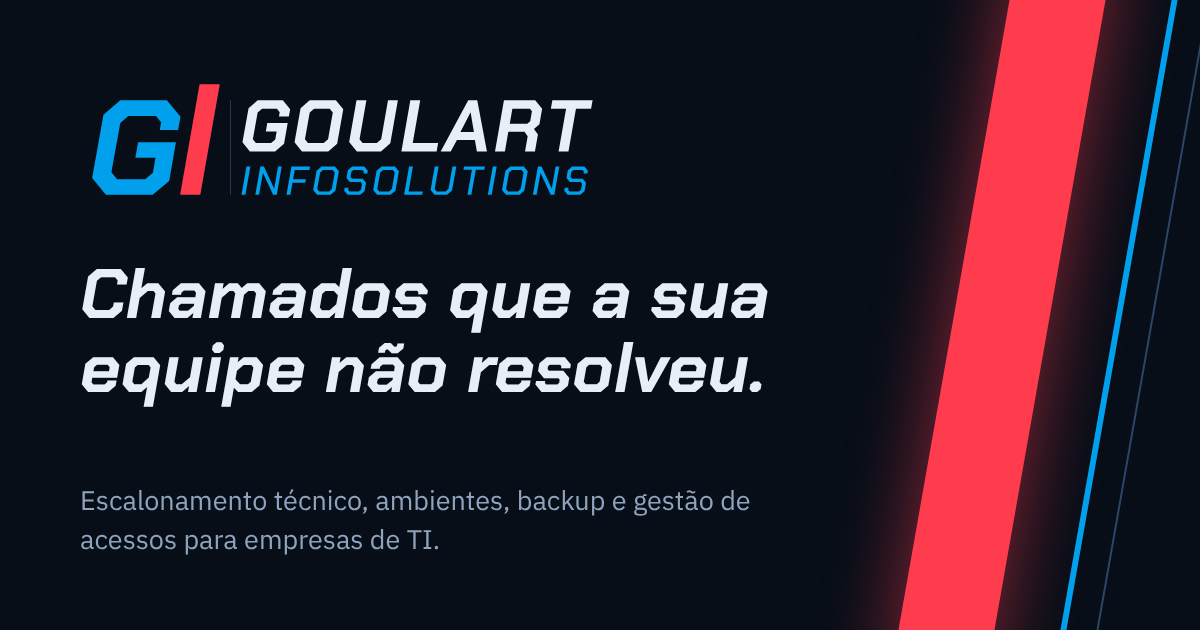 GI
GOULART
INFOSOLUTIONS
Chamados que a sua
equipe não resolveu.
Escalonamento técnico, ambientes, backup e gestão de
acessos para empresas de TI.